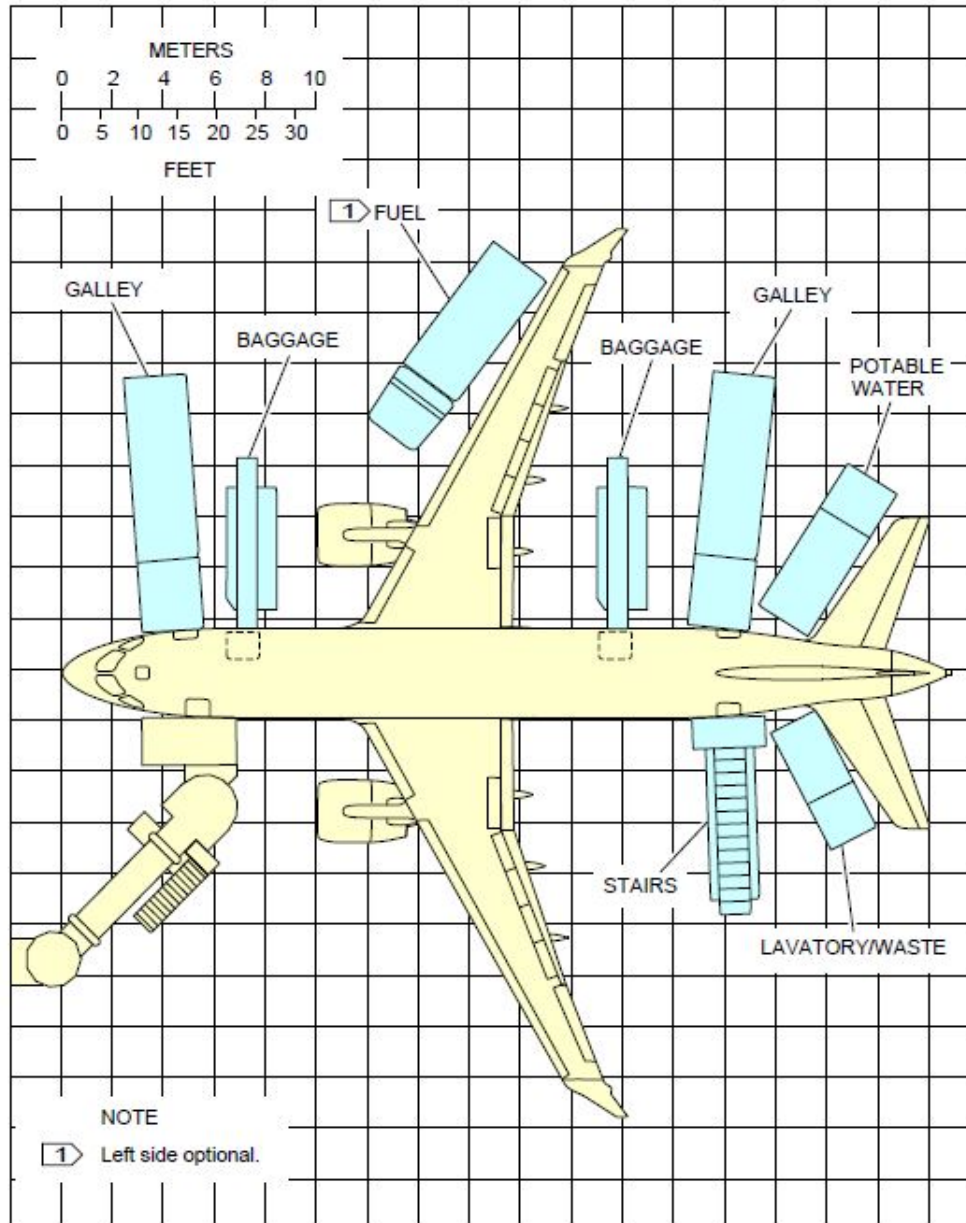 METERS
0 2 4 6 8 10
0 5 10 15 20 25 30
FEET
1 FUEL
GALLEY
GALLEY
BAGGAGE
BAGGAGE
POTABLE
WATER
STAIRS
LAVATORY/WASTE
NOTE
1 Left side optional.